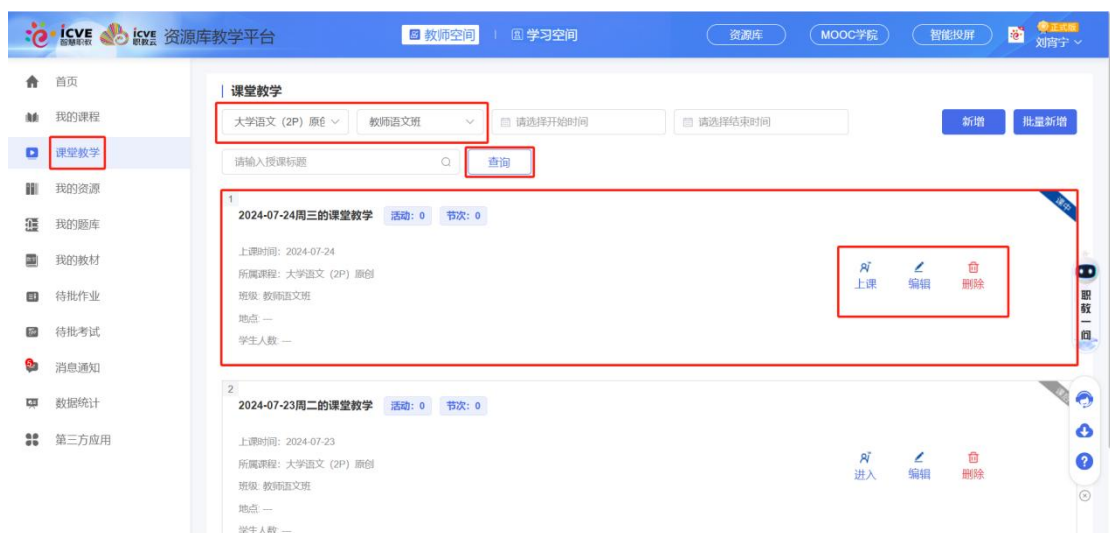 icve 智慧职教 icve 职教云 资源库教学平台 教师空间 学习空间 资源库 MOOC学院 智能投屏 正式版 刘宵宁
首页
我的课程
课堂教学
我的资源
我的题库
我的教材
待批作业
待批考试
消息通知
数据统计
第三方应用
课堂教学
大学语文（2P）原 教师语文班 请选择开始时间 请选择结束时间 新增 批量新增
请输入授课标题 查询
1 课中
2024-07-24周三的课堂教学 活动：0 节次：0
上课时间：2024-07-24
所属课程：大学语文（2P）原创
班级: 教师语文班
地点: —
学生人数: —
上课 编辑 删除
2
2024-07-23周二的课堂教学 活动：0 节次：0
上课时间：2024-07-23
所属课程：大学语文（2P）原创
班级: 教师语文班
地点: —
学生人数: —
进入 编辑 删除
职教一问